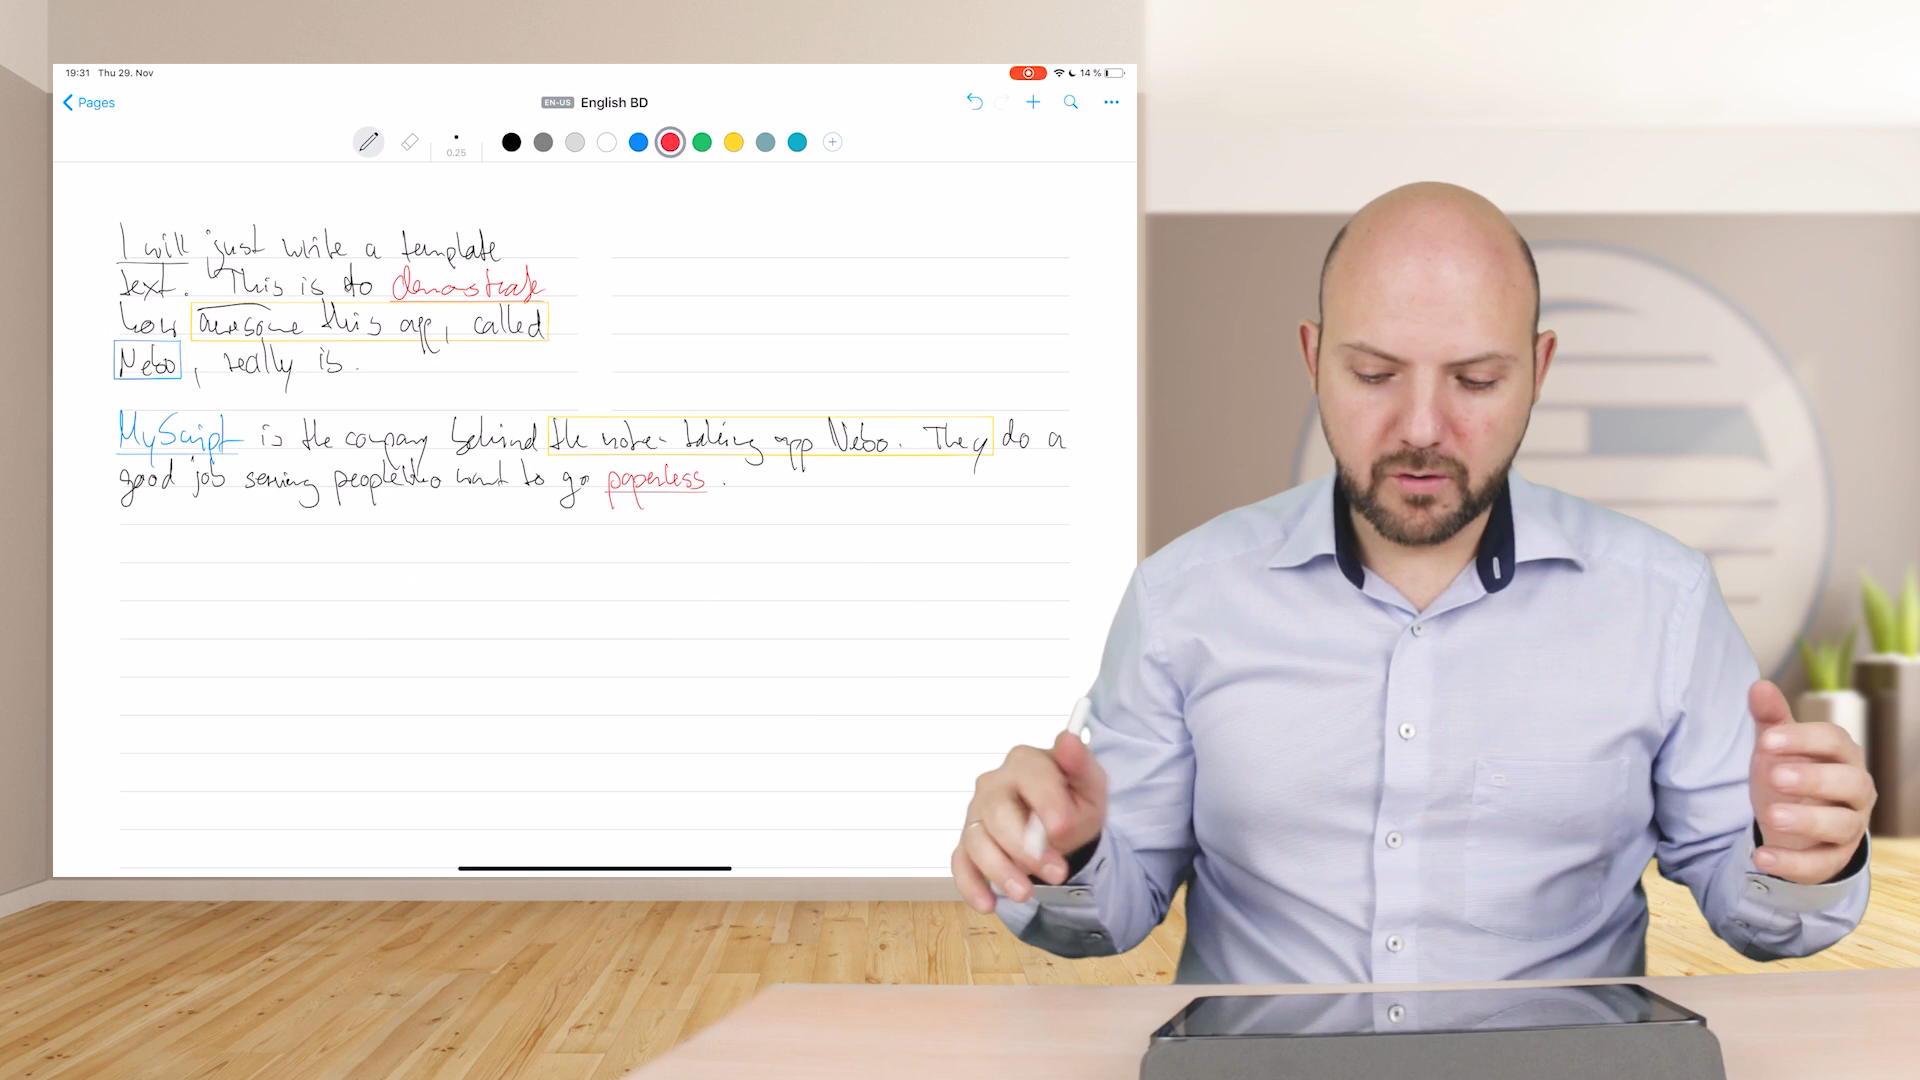 19:31 Thu 29. Nov
14 %
Pages
EN-US English BD
0.25
I will just write a template
text. This is to demostrate
how awesome this app, called
Nebo, really is.
MyScript is the company behind the note-taking app Nebo. They do a
good job serving people who want to go paperless.